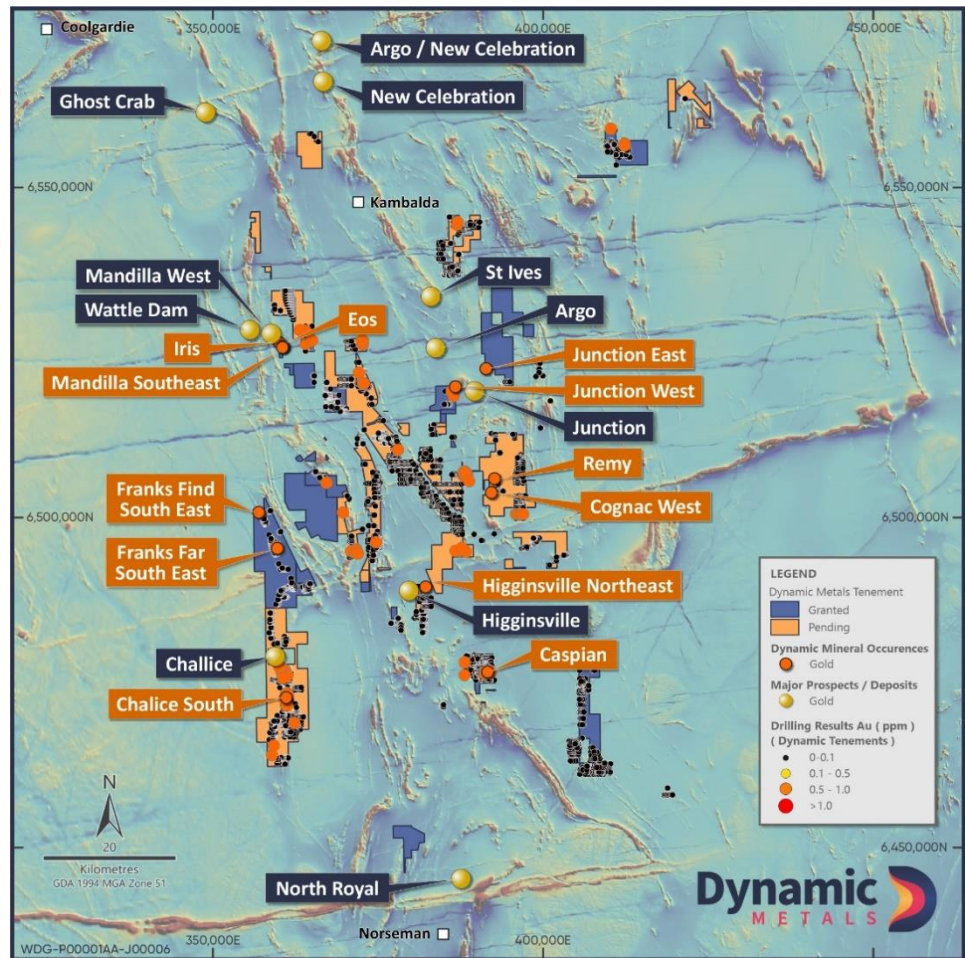 Coolgardie
350,000E
400,000E
450,000E
Argo / New Celebration
New Celebration
Ghost Crab
6,550,000N
6,550,000N
Kambalda
Mandilla West
St Ives
Wattle Dam
Argo
Eos
Iris
Junction East
Mandilla Southeast
Junction West
Junction
Remy
Franks Find
South East
Cognac West
6,500,000N
6,500,000N
Franks Far
South East
Higginsville Northeast
Higginsville
Challice
Caspian
Chalice South
LEGEND
Dynamic Metals Tenement
Granted
Pending
Dynamic Mineral Occurences
Gold
Major Prospects / Deposits
Gold
Drilling Results Au ( ppm )
( Dynamic Tenements )
0-0.1
0.1 - 0.5
0.5 - 1.0
>1.0
N
20
Kilometres
GDA 1994 MGA Zone 51
6,450,000N
North Royal
Dynamic
METALS
Norseman
WDG-P00001AA-J00006
350,000E
400,000E